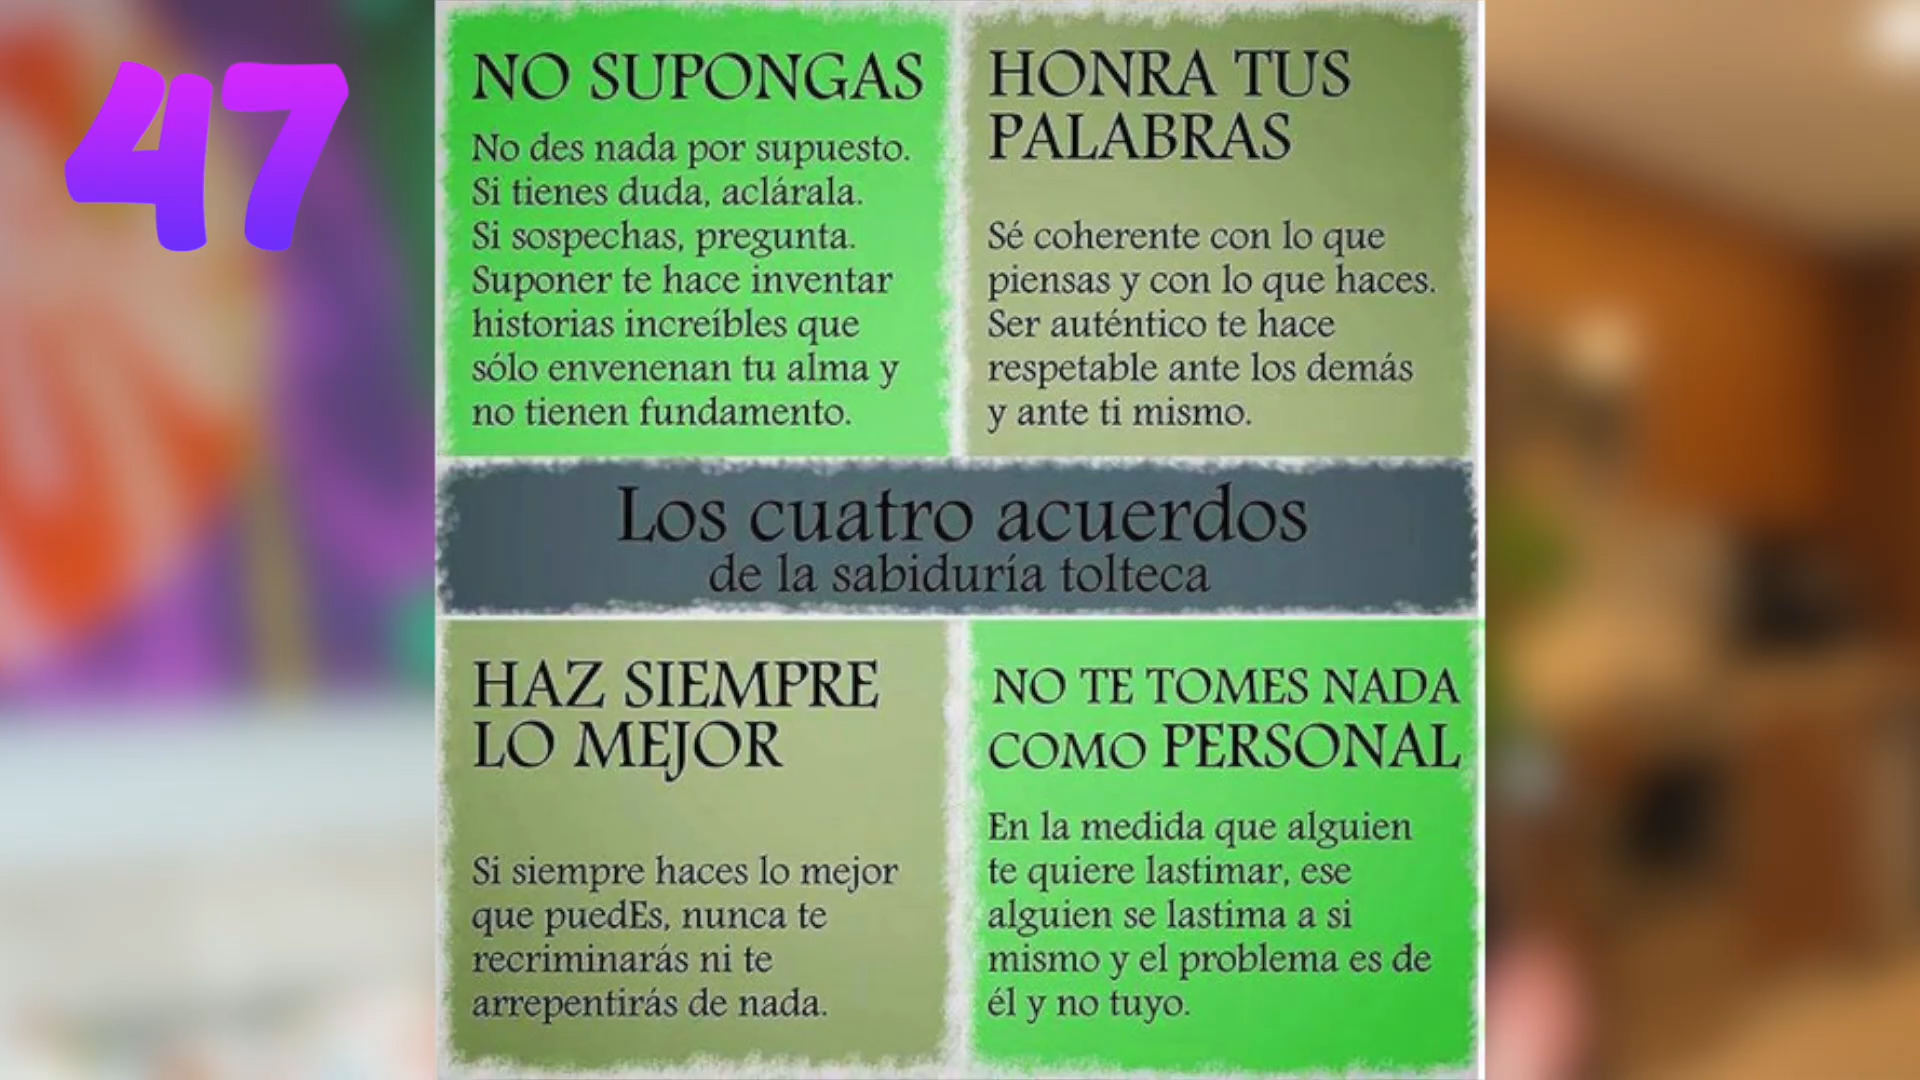 47
NO SUPONGAS
No des nada por supuesto.
Si tienes duda, aclárala.
Si sospechas, pregunta.
Suponer te hace inventar
historias increíbles que
sólo envenenan tu alma y
no tienen fundamento.
HONRA TUS
PALABRAS
Sé coherente con lo que
piensas y con lo que haces.
Ser auténtico te hace
respetable ante los demás
y ante ti mismo.
Los cuatro acuerdos
de la sabiduría tolteca
HAZ SIEMPRE
LO MEJOR
Si siempre haces lo mejor
que puedEs, nunca te
recriminarás ni te
arrepentirás de nada.
NO TE TOMES NADA
COMO PERSONAL
En la medida que alguien
te quiere lastimar, ese
alguien se lastima a si
mismo y el problema es de
él y no tuyo.